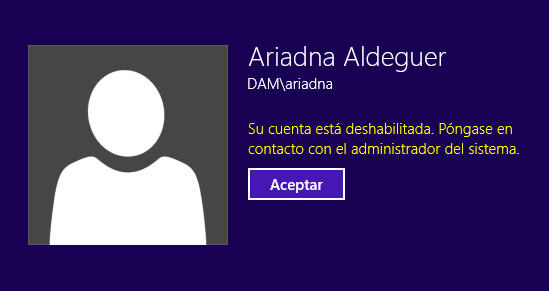 Ariadna Aldeguer
DAM\ariadna
Su cuenta está deshabilitada. Póngase en
contacto con el administrador del sistema.
Aceptar